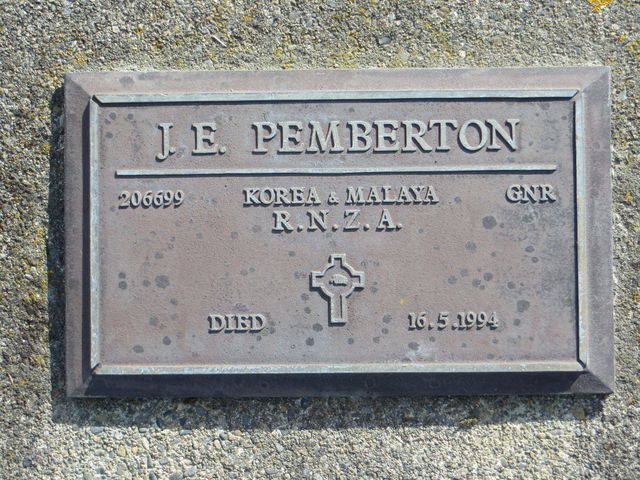 J. E. PEMBERTON
206699 KOREA & MALAYA GNR
R.N.Z.A.
DIED 16.5.1994